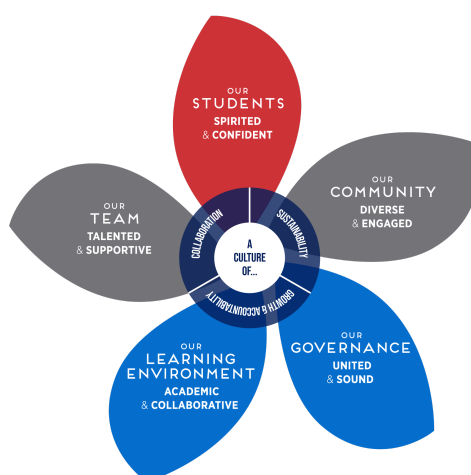 OUR
STUDENTS
SPIRITED
& CONFIDENT
OUR
COMMUNITY
DIVERSE
& ENGAGED
OUR
TEAM
TALENTED
& SUPPORTIVE
COLLABORATION
SUSTAINABILITY
GROWTH & ACCOUNTABILITY
A
CULTURE
OF...
OUR
GOVERNANCE
UNITED
& SOUND
OUR
LEARNING
ENVIRONMENT
ACADEMIC
& COLLABORATIVE